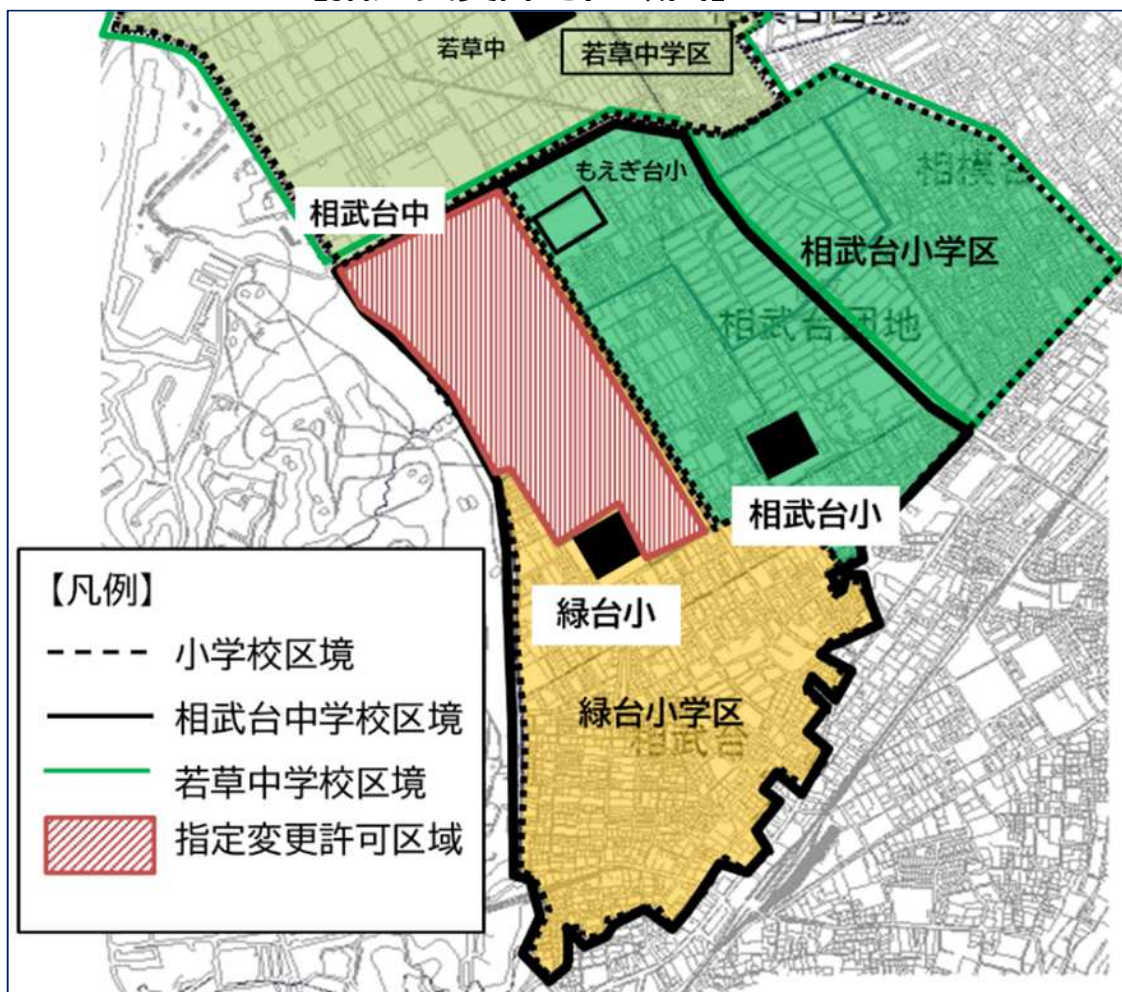 若草中
若草中学区
もえぎ台小
相武台中
相模台
相武台小学区
相武台団地
相武台小
緑台小
緑台小学区
相武台
【凡例】
小学校区境
相武台中学校区境
若草中学校区境
指定変更許可区域